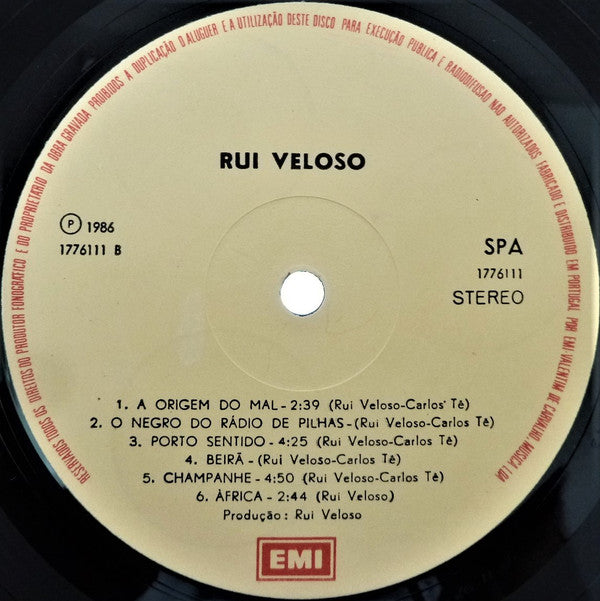 RESERVADOS TODOS OS DIREITOS DO PRODUTOR FONOGRÁFICO E DO PROPRIETÁRIO DA OBRA GRAVADA PROIBIDOS A DUPLICAÇÃO O ALUGUER E A UTILIZAÇÃO DESTE DISCO PARA EXECUÇÃO PUBLICA E RADIODIFUSÃO NÃO AUTORIZADOS FABRICADO E DISTRIBUIDO EM PORTUGAL POR EMI VALENTIM DE CARVALHO MUSICA LDA
RUI VELOSO
Ⓟ 1986
1776111 B
SPA
1776111
STEREO
1. A ORIGEM DO MAL - 2:39 (Rui Veloso-Carlos Tê)
2. O NEGRO DO RÁDIO DE PILHAS - (Rui Veloso-Carlos Tê)
3. PORTO SENTIDO - 4:25 (Rui Veloso-Carlos Tê)
4. BEIRÃ - (Rui Veloso-Carlos Tê)
5. CHAMPANHE - 4:50 (Rui Veloso-Carlos Tê)
6. ÀFRICA - 2:44 (Rui Veloso)
Produção: Rui Veloso
EMI